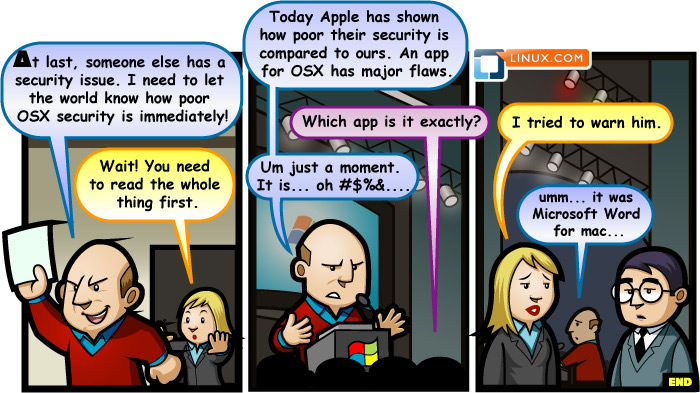 At last, someone else has a
security issue. I need to let
the world know how poor
OSX security is immediately!
Wait! You need
to read the whole
thing first.
Today Apple has shown
how poor their security is
compared to ours. An app
for OSX has major flaws.
Which app is it exactly?
Um just a moment.
It is... oh #$%&....
LINUX.COM
I tried to warn him.
umm... it was
Microsoft Word
for mac...
END